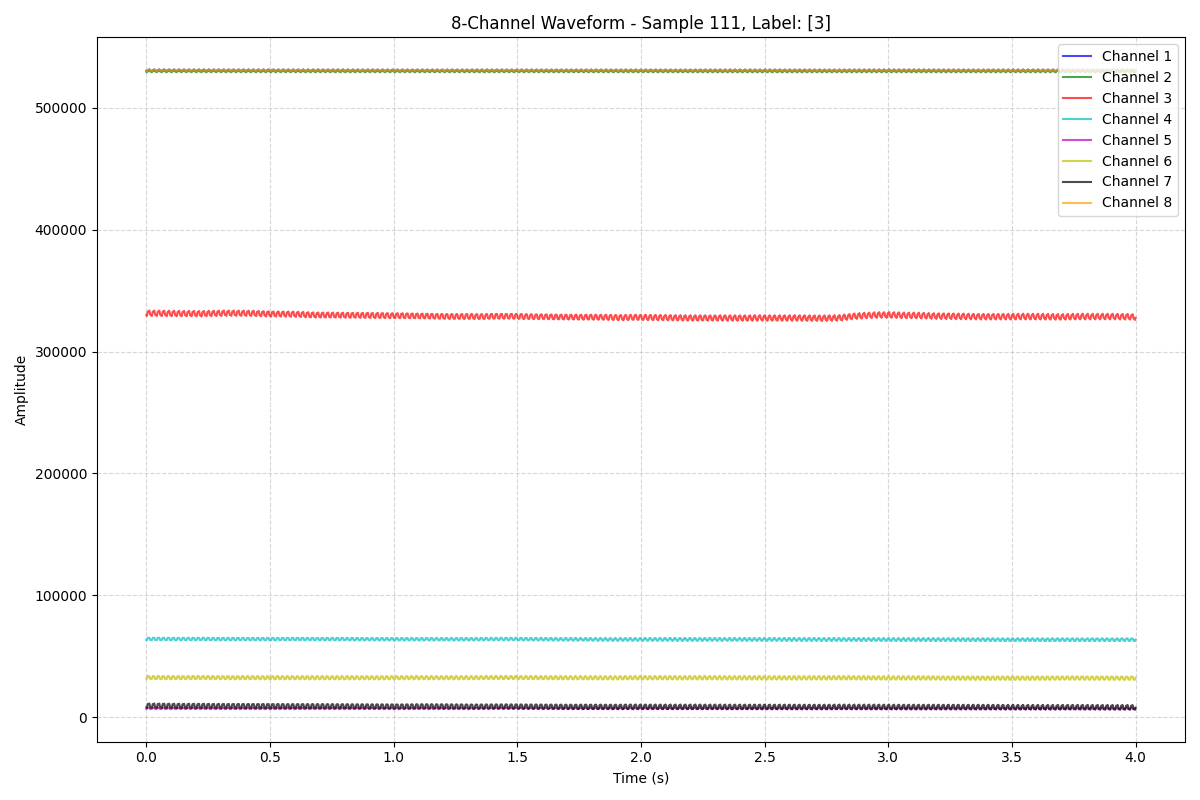 8-Channel Waveform - Sample 111, Label: [3]
Channel 1
Channel 2
Channel 3
Channel 4
Channel 5
Channel 6
Channel 7
Channel 8
500000
400000
300000
200000
100000
0
Amplitude
0.0 0.5 1.0 1.5 2.0 2.5 3.0 3.5 4.0
Time (s)